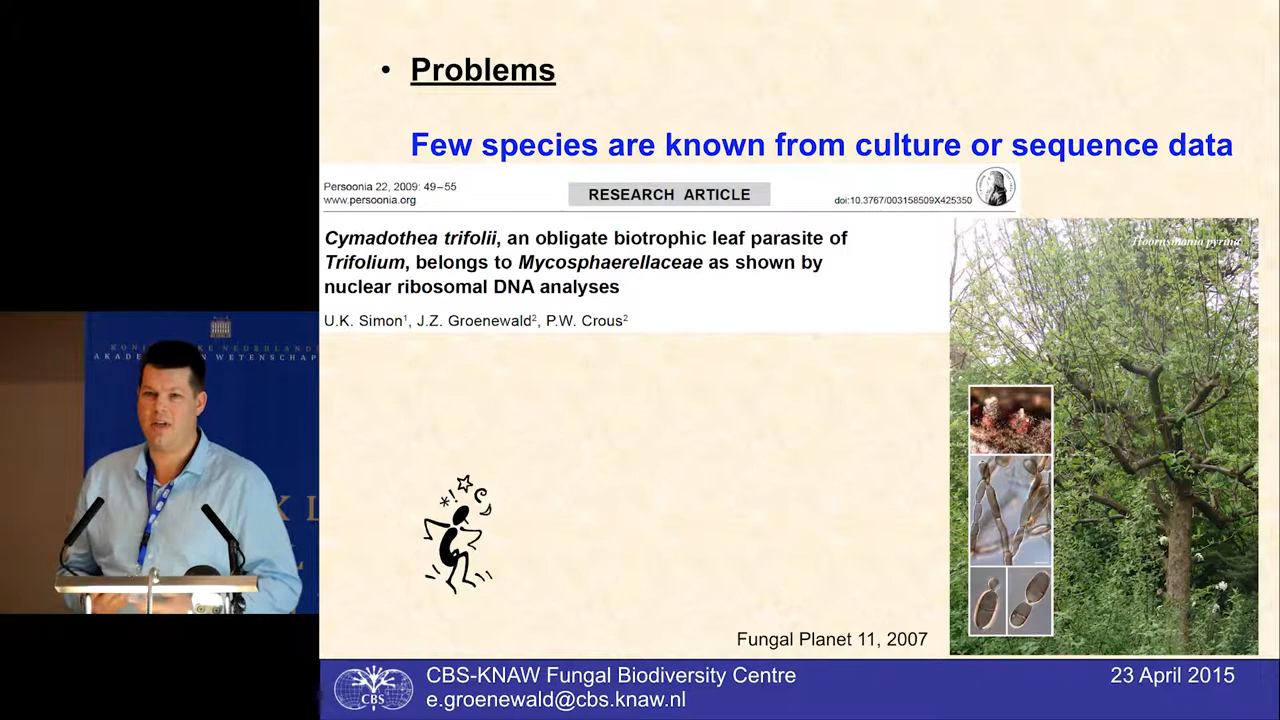 • Problems
Few species are known from culture or sequence data
Persoonia 22, 2009: 49–55
www.persoonia.org
RESEARCH ARTICLE
doi:10.3767/003158509X425350
Cymadothea trifolii, an obligate biotrophic leaf parasite of
Trifolium, belongs to Mycosphaerellaceae as shown by
nuclear ribosomal DNA analyses
U.K. Simon¹, J.Z. Groenewald², P.W. Crous²
Hoornsmania pyrina
Fungal Planet 11, 2007
CBS
CBS-KNAW Fungal Biodiversity Centre
e.groenewald@cbs.knaw.nl
23 April 2015